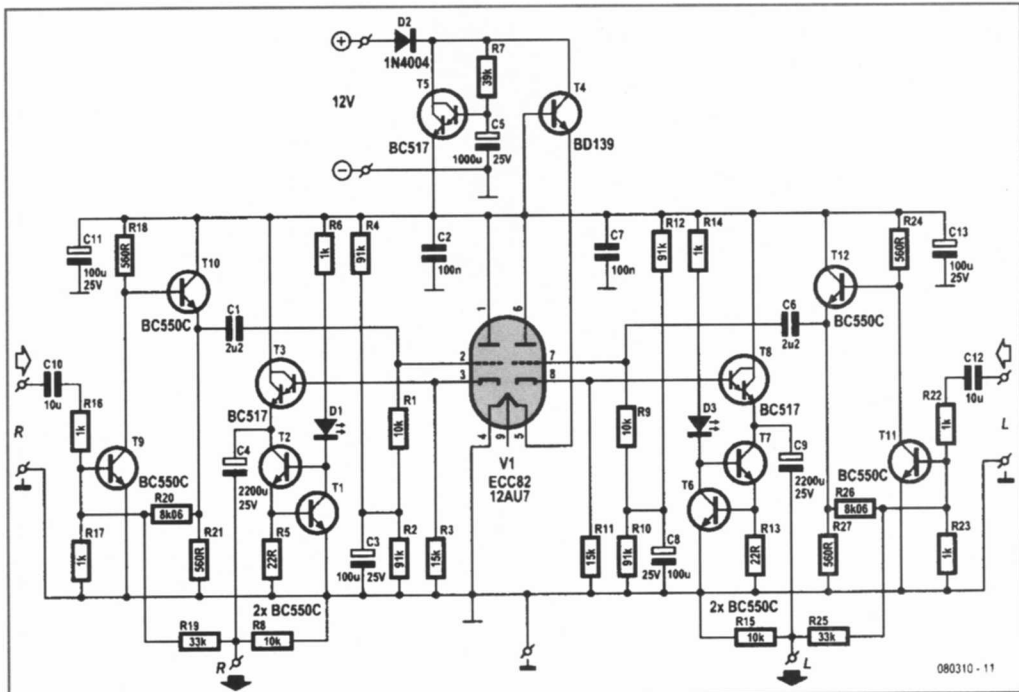 D2
1N4004
R7
39k
T5
T4
12V
BC517
C5
1000u 25V
BD139
C11
100u
25V
R18
560R
R6
1k
R4
91k
C2
100n
C7
100n
R12
91k
R14
1k
R24
560R
C13
100u
25V
T10
T12
BC550C
BC550C
C1
2u2
C6
2u2
1
6
2
7
3
8
4
9
5
T3
T8
BC517
BC517
C10
10u
C12
10u
R16
1k
R22
1k
R
L
D1
D3
R1
10k
R9
10k
V1
ECC82
12AU7
T9
T11
BC550C
BC550C
C4
2200u
25V
C9
2200u
25V
T2
T7
T1
T6
R20
8k06
R26
8k06
R17
1k
R21
560R
R5
22R
C3
100u 25V
R2
91k
R3
15k
R11
15k
R10
91k
C8
25V 100u
R13
22R
R27
560R
R23
1k
2x BC550C
2x BC550C
R19
33k
R8
10k
R15
10k
R25
33k
R
L
080310 - 11